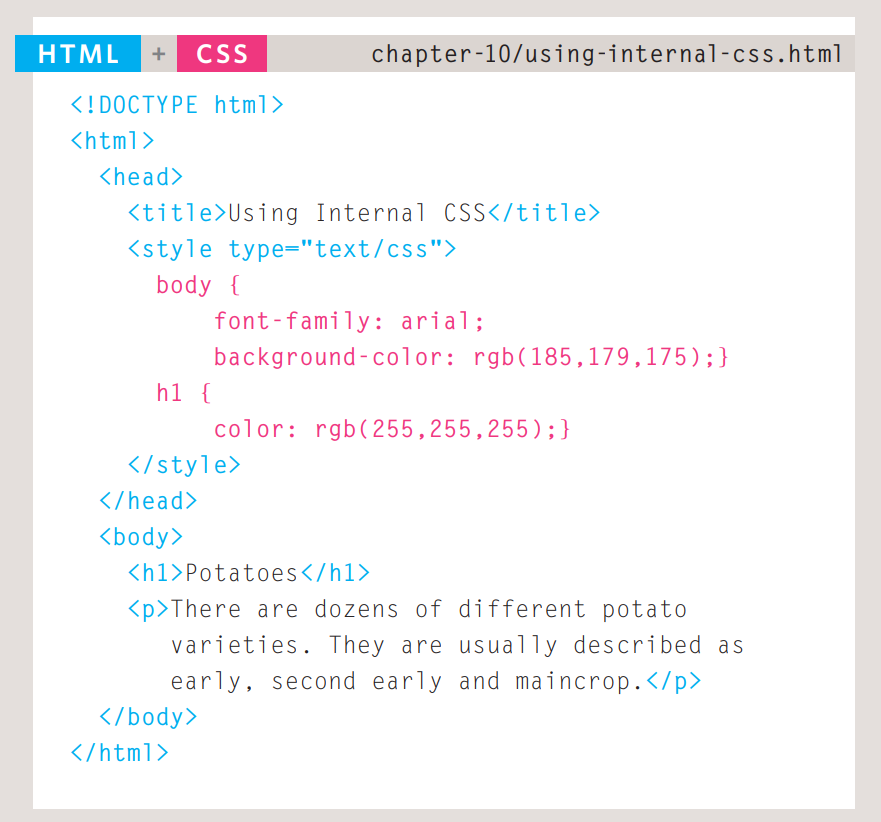 HTML + CSS chapter-10/using-internal-css.html
<!DOCTYPE html>
<html>
  <head>
    <title>Using Internal CSS</title>
    <style type="text/css">
      body {
          font-family: arial;
          background-color: rgb(185,179,175);}
      h1 {
          color: rgb(255,255,255);}
    </style>
  </head>
  <body>
    <h1>Potatoes</h1>
    <p>There are dozens of different potato
       varieties. They are usually described as
       early, second early and maincrop.</p>
  </body>
</html>